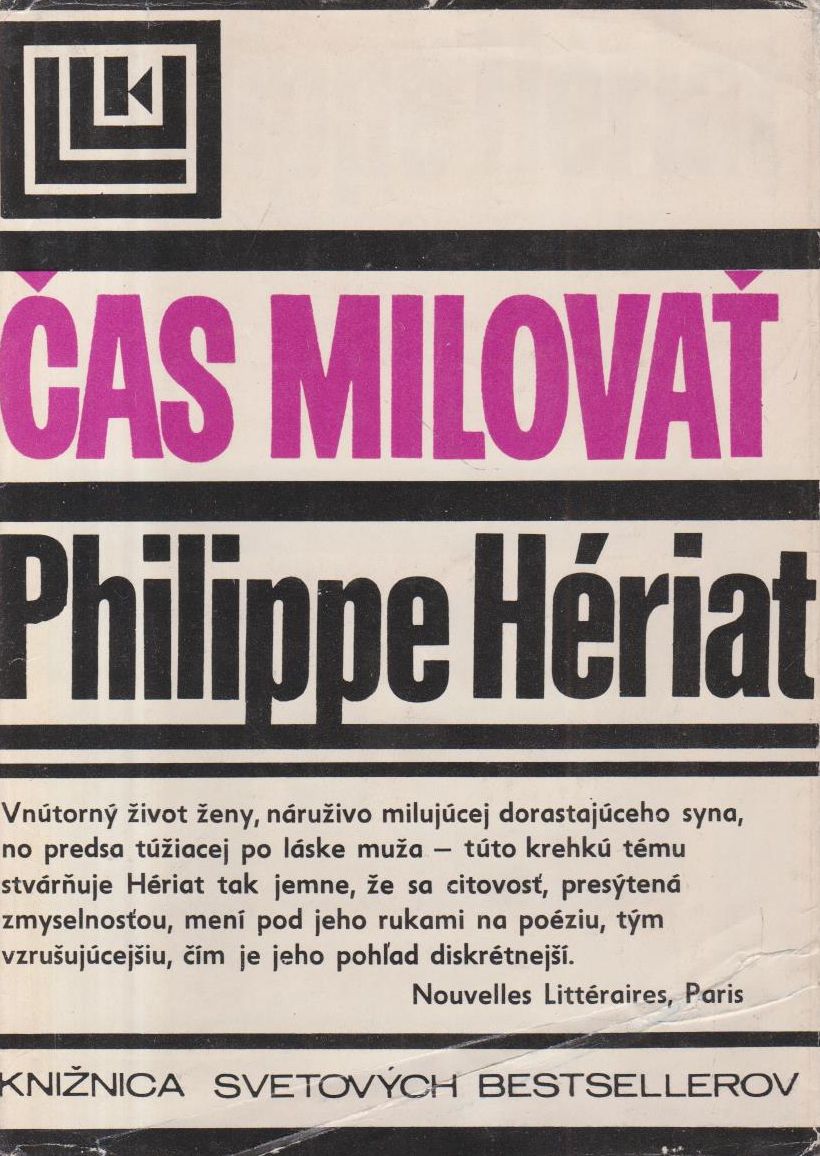 ČAS MILOVAŤ
Philippe Hériat
Vnútorný život ženy, náruživo milujúcej dorastajúceho syna,
no predsa túžiacej po láske muža – túto krehkú tému
stvárňuje Hériat tak jemne, že sa citovosť, presýtená
zmyselnosťou, mení pod jeho rukami na poéziu, tým
vzrušujúcejšiu, čím je jeho pohľad diskrétnejší.
Nouvelles Littéraires, Paris
KNIŽNICA SVETOVÝCH BESTSELLEROV